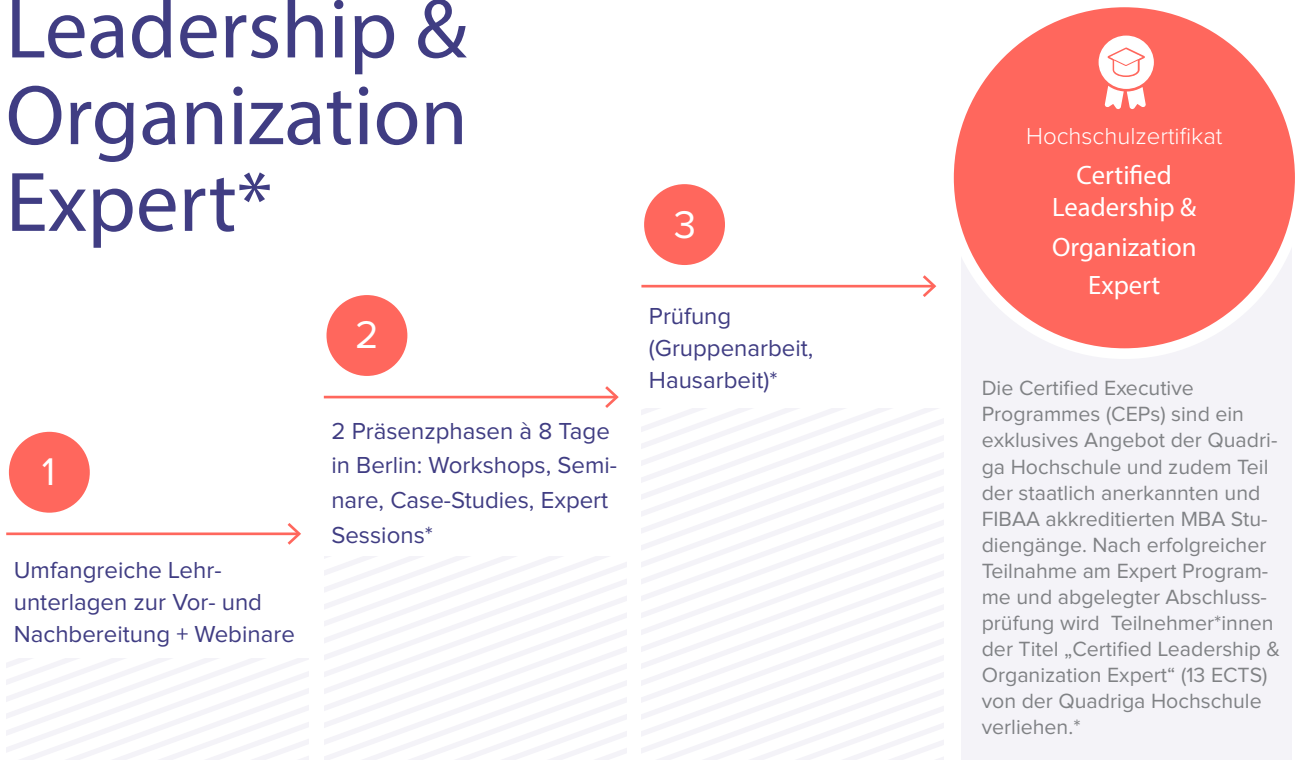 Leadership &
Organization
Expert*
1
Umfangreiche Lehr-
unterlagen zur Vor- und
Nachbereitung + Webinare
2
2 Präsenzphasen à 8 Tage
in Berlin: Workshops, Semi-
nare, Case-Studies, Expert
Sessions*
3
Prüfung
(Gruppenarbeit,
Hausarbeit)*
Hochschulzertifikat
Certified
Leadership &
Organization
Expert
Die Certified Executive
Programmes (CEPs) sind ein
exklusives Angebot der Quadri-
ga Hochschule und zudem Teil
der staatlich anerkannten und
FIBAA akkreditierten MBA Stu-
diengänge. Nach erfolgreicher
Teilnahme am Expert Program-
me und abgelegter Abschluss-
prüfung wird Teilnehmer*innen
der Titel „Certified Leadership &
Organization Expert“ (13 ECTS)
von der Quadriga Hochschule
verliehen.*